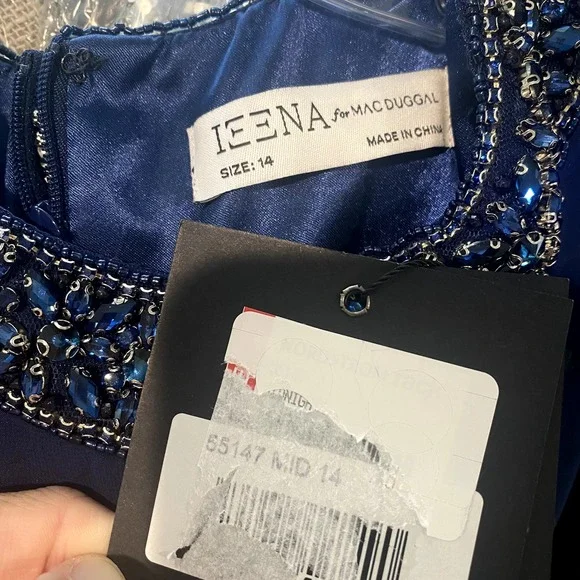 IEENA for MAC DUGGAL
SIZE: 14
MADE IN CHINA
55147 MID 14